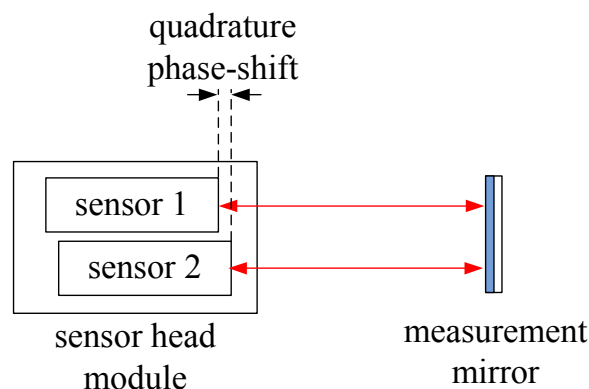 quadrature
phase-shift
sensor 1
sensor 2
sensor head
module
measurement
mirror